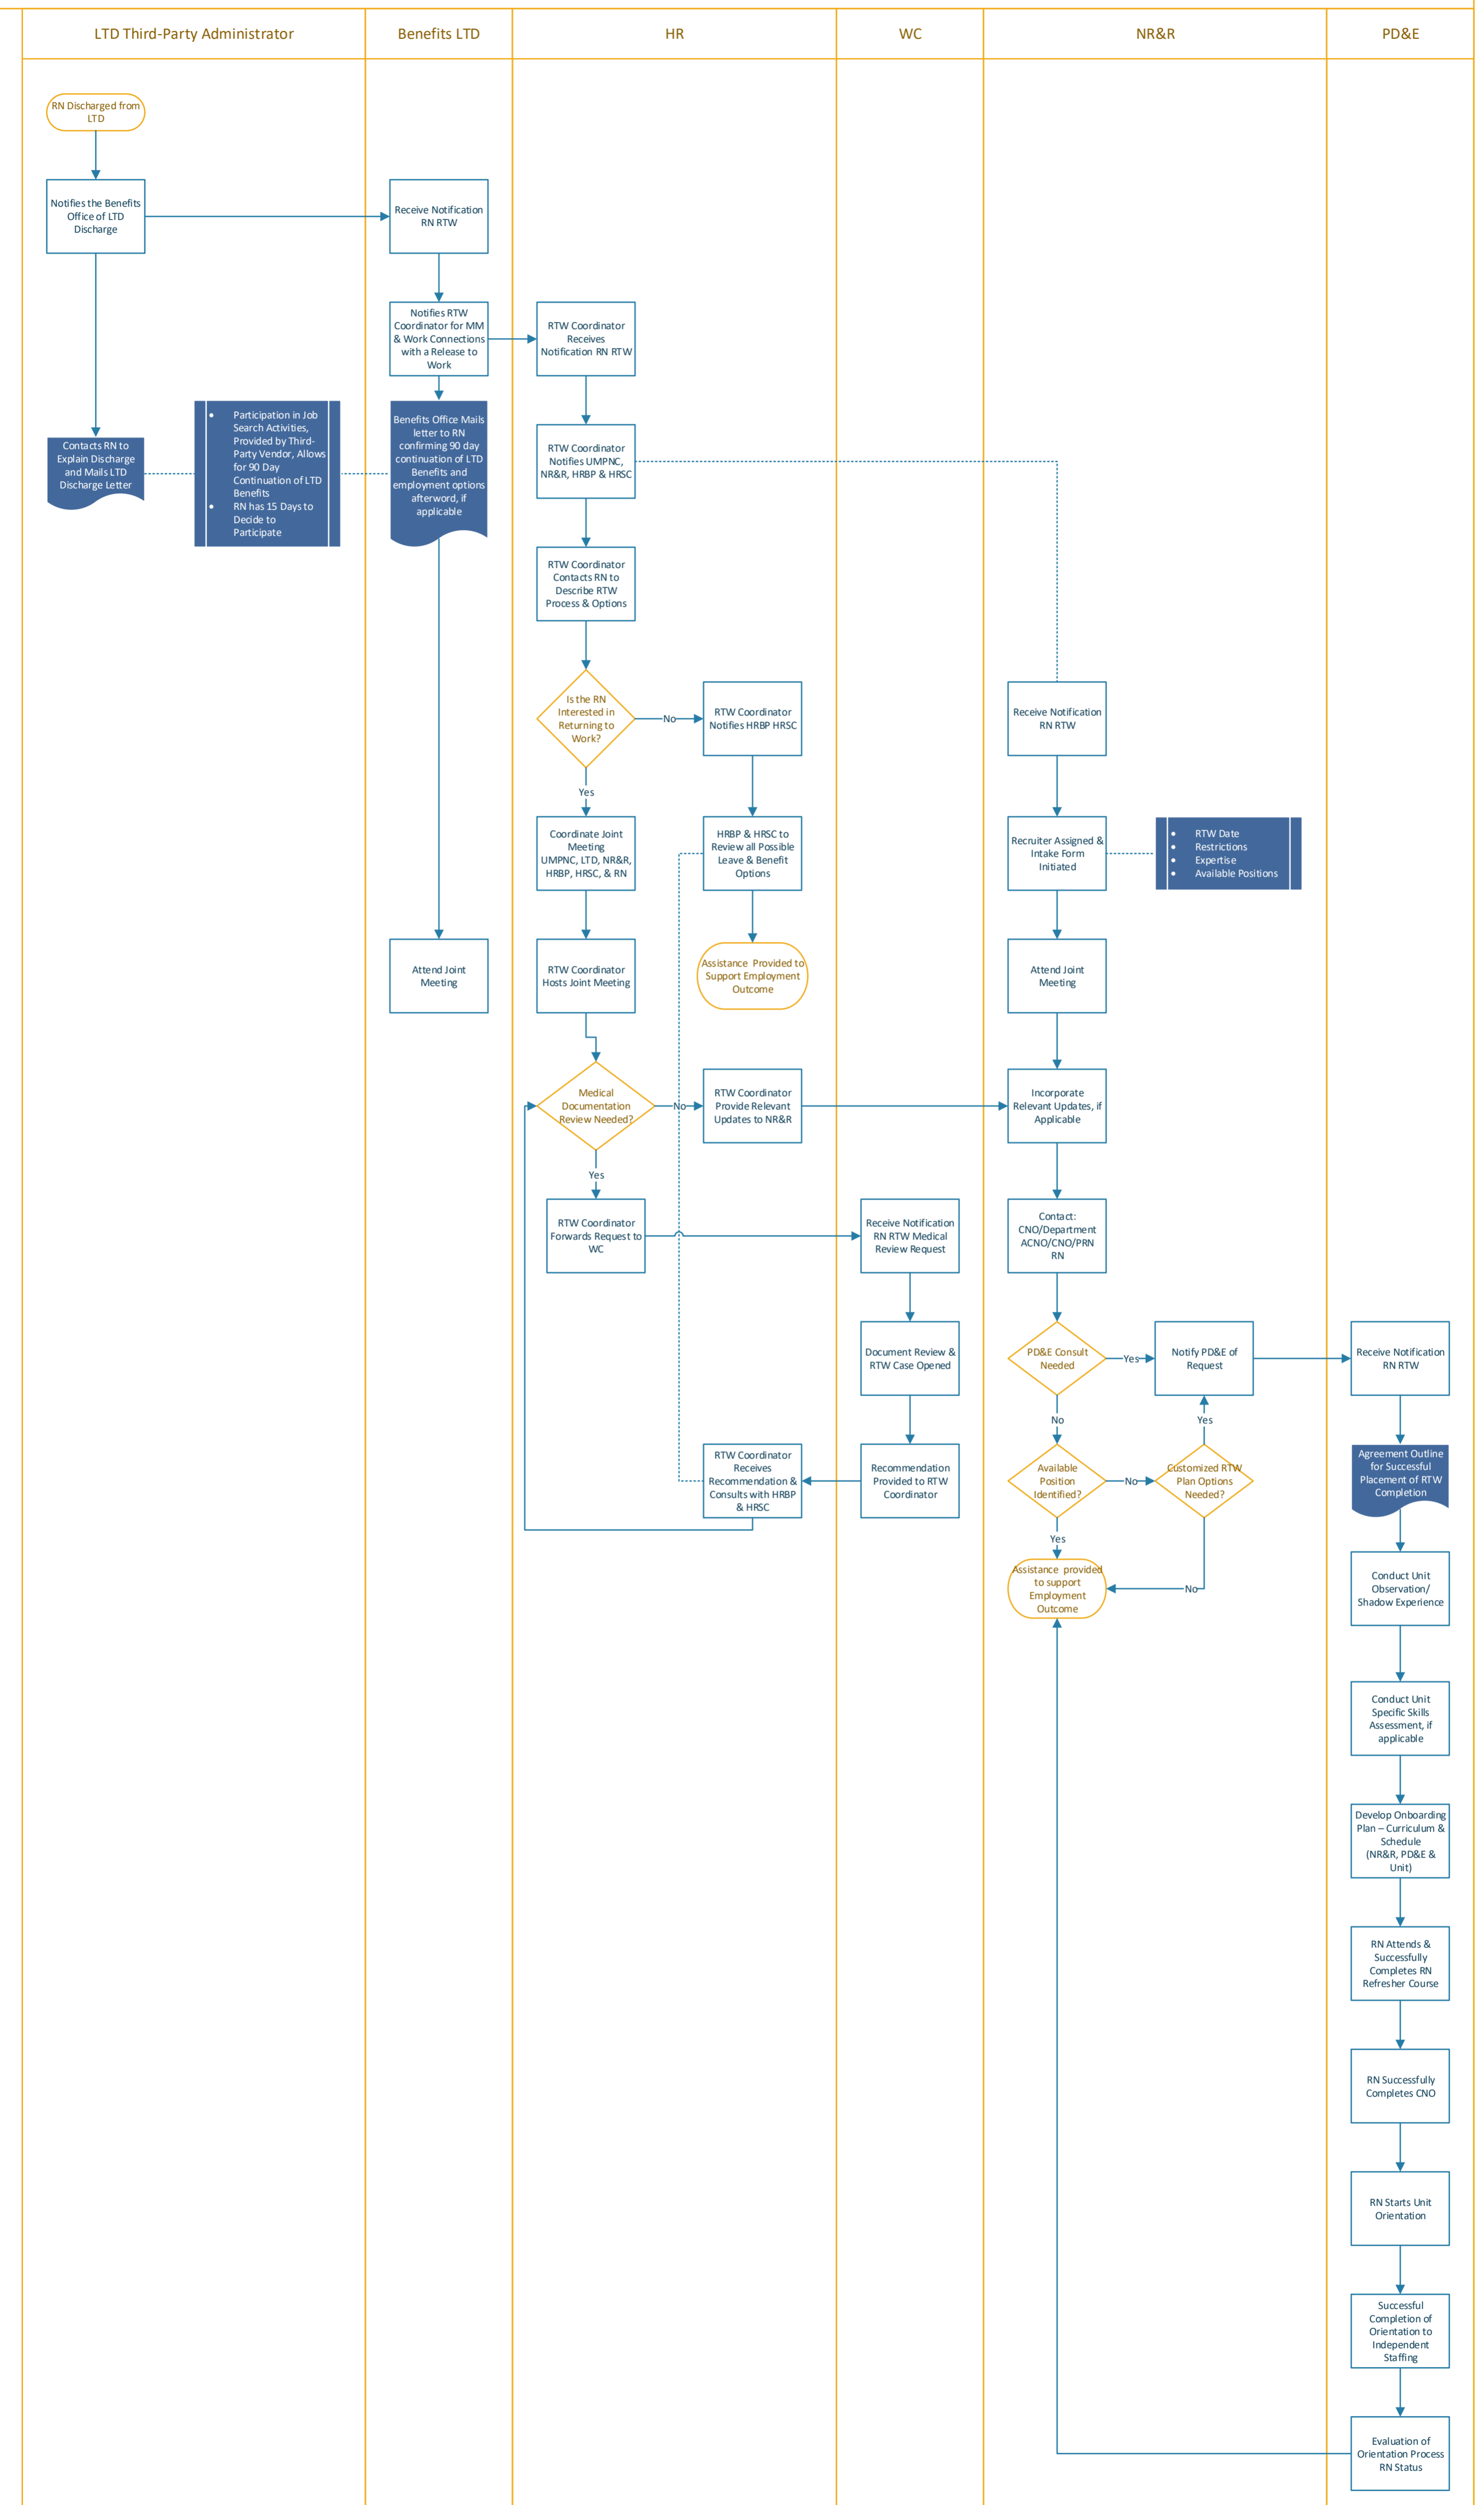 LTD Third-Party Administrator
Benefits LTD
HR
WC
NR&R
PD&E
RN Discharged from
LTD
Notifies the Benefits
Office of LTD
Discharge
Receive Notification
RN RTW
Notifies RTW
Coordinator for MM
& Work Connections
with a Release to
Work
RTW Coordinator
Receives
Notification RN RTW
Contacts RN to
Explain Discharge
and Mails LTD
Discharge Letter
• Participation in Job
Search Activities,
Provided by Third-
Party Vendor, Allows
for 90 Day
Continuation of LTD
Benefits
• RN has 15 Days to
Decide to
Participate
Benefits Office Mails
letter to RN
confirming 90 day
continuation of LTD
Benefits and
employment options
afterword, if
applicable
RTW Coordinator
Notifies UMPNC,
NR&R, HRBP & HRSC
RTW Coordinator
Contacts RN to
Describe RTW
Process & Options
Is the RN
Interested in
Returning to
Work?
No
RTW Coordinator
Notifies HRBP HRSC
Receive Notification
RN RTW
Yes
Coordinate Joint
Meeting
UMPNC, LTD, NR&R,
HRBP, HRSC, & RN
HRBP & HRSC to
Review all Possible
Leave & Benefit
Options
Recruiter Assigned &
Intake Form
Initiated
• RTW Date
• Restrictions
• Expertise
• Available Positions
Attend Joint
Meeting
RTW Coordinator
Hosts Joint Meeting
Assistance Provided to
Support Employment
Outcome
Attend Joint
Meeting
Medical
Documentation
Review Needed?
No
RTW Coordinator
Provide Relevant
Updates to NR&R
Incorporate
Relevant Updates, if
Applicable
Yes
RTW Coordinator
Forwards Request to
WC
Receive Notification
RN RTW Medical
Review Request
Contact:
CNO/Department
ACNO/CNO/PRN
RN
Document Review &
RTW Case Opened
PD&E Consult
Needed
Yes
Notify PD&E of
Request
Receive Notification
RN RTW
No
Yes
RTW Coordinator
Receives
Recommendation &
Consults with HRBP
& HRSC
Recommendation
Provided to RTW
Coordinator
Available
Position
Identified?
No
Customized RTW
Plan Options
Needed?
Agreement Outline
for Successful
Placement of RTW
Completion
Yes
Assistance provided
to support
Employment
Outcome
No
Conduct Unit
Observation/
Shadow Experience
Conduct Unit
Specific Skills
Assessment, if
applicable
Develop Onboarding
Plan – Curriculum &
Schedule
(NR&R, PD&E &
Unit)
RN Attends &
Successfully
Completes RN
Refresher Course
RN Successfully
Completes CNO
RN Starts Unit
Orientation
Successful
Completion of
Orientation to
Independent
Staffing
Evaluation of
Orientation Process
RN Status